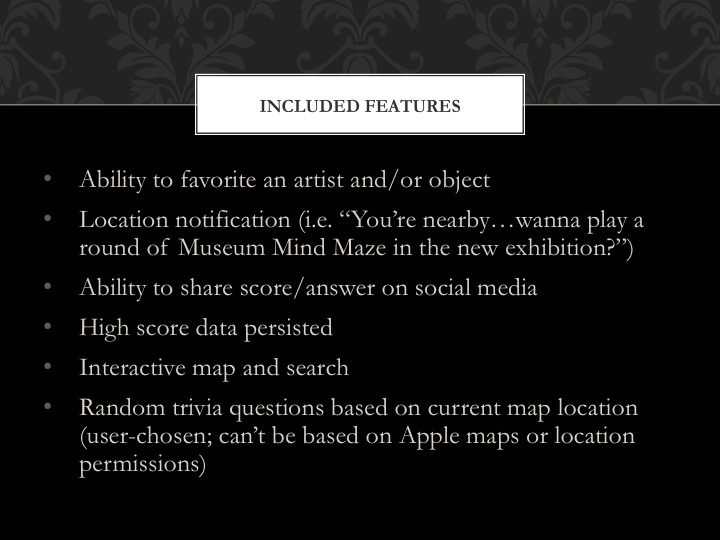 INCLUDED FEATURES
• Ability to favorite an artist and/or object
• Location notification (i.e. “You’re nearby…wanna play a
round of Museum Mind Maze in the new exhibition?”)
• Ability to share score/answer on social media
• High score data persisted
• Interactive map and search
• Random trivia questions based on current map location
(user-chosen; can’t be based on Apple maps or location
permissions)